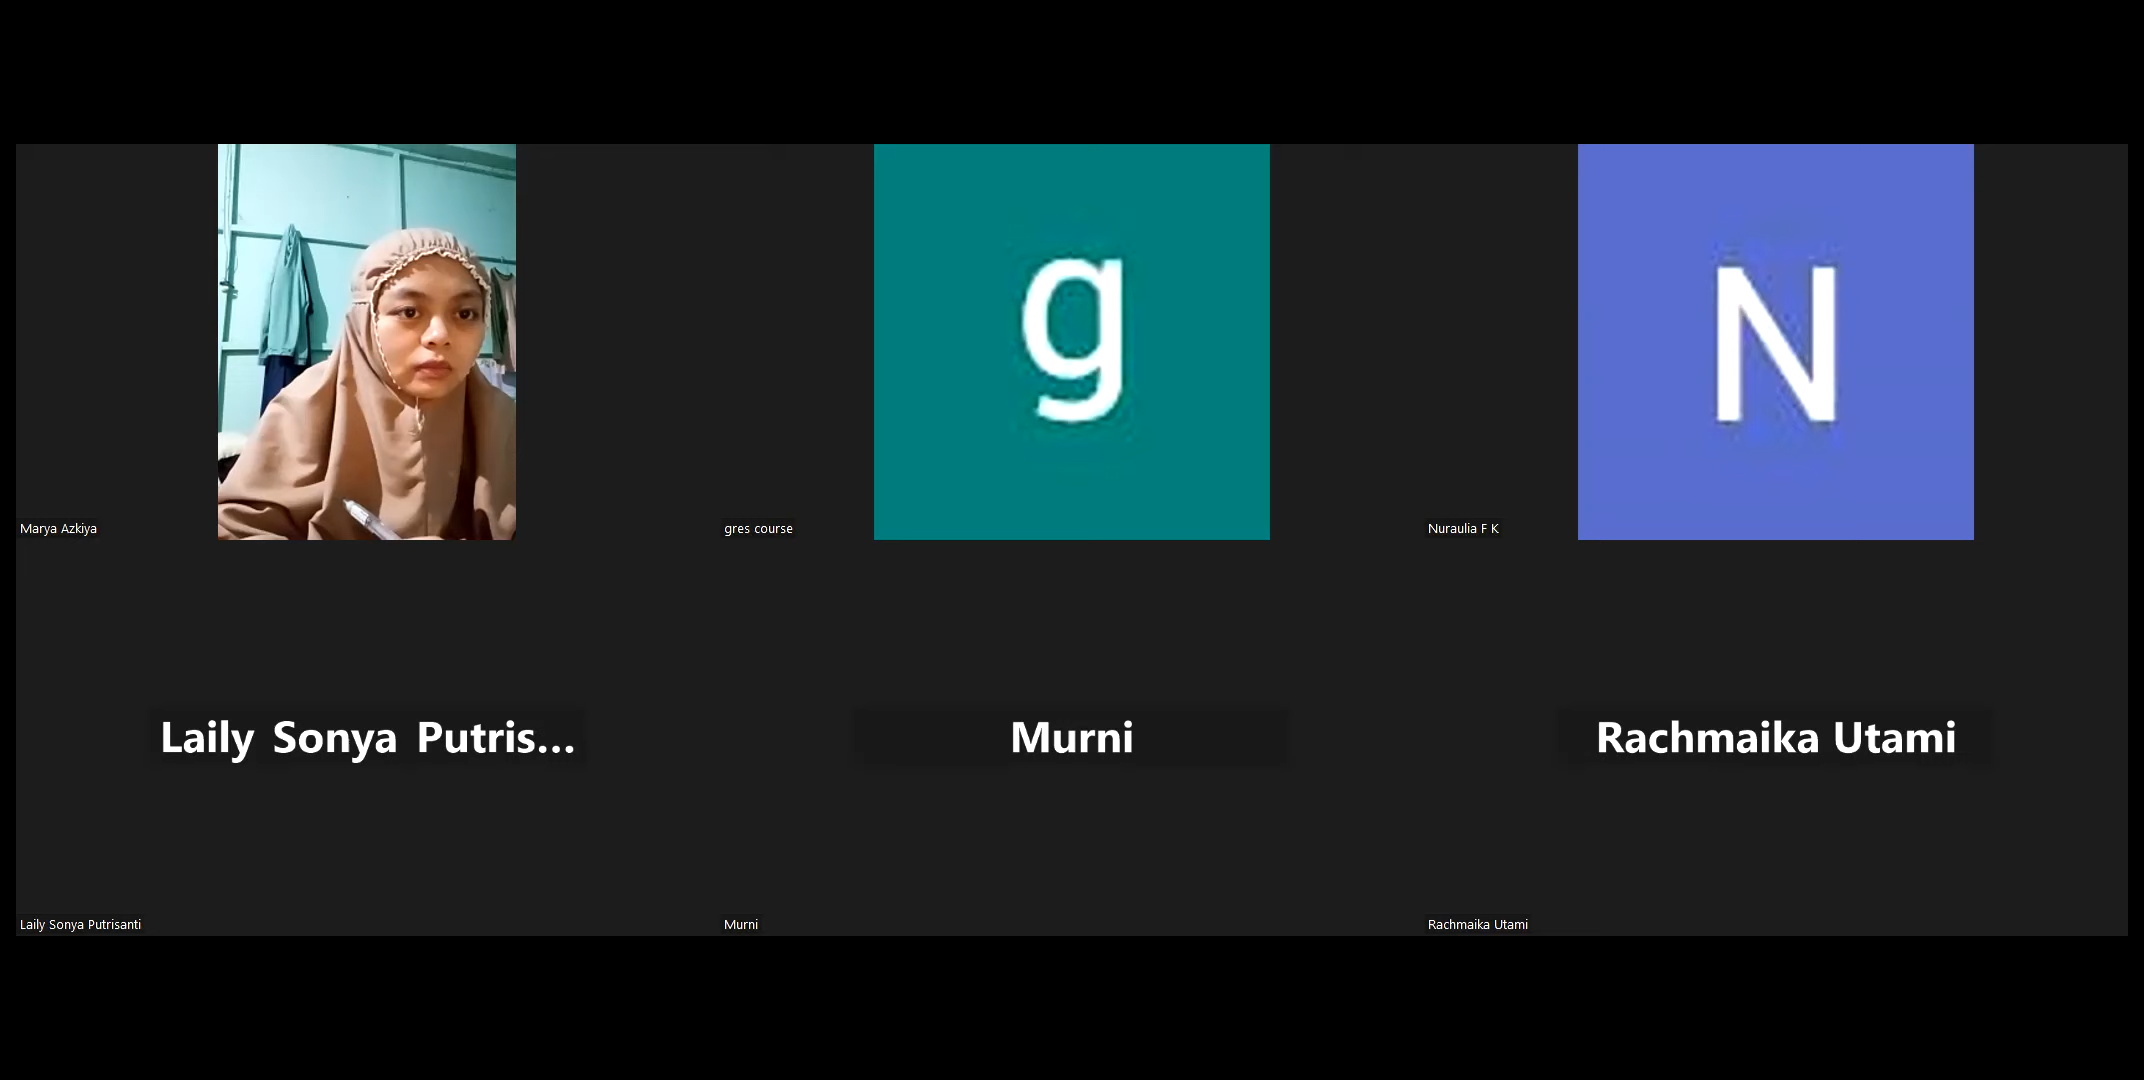 g
N
Marya Azkiya
gres course
Nuraulia F K
Laily Sonya Putris...
Murni
Rachmaika Utami
Laily Sonya Putrisanti
Murni
Rachmaika Utami